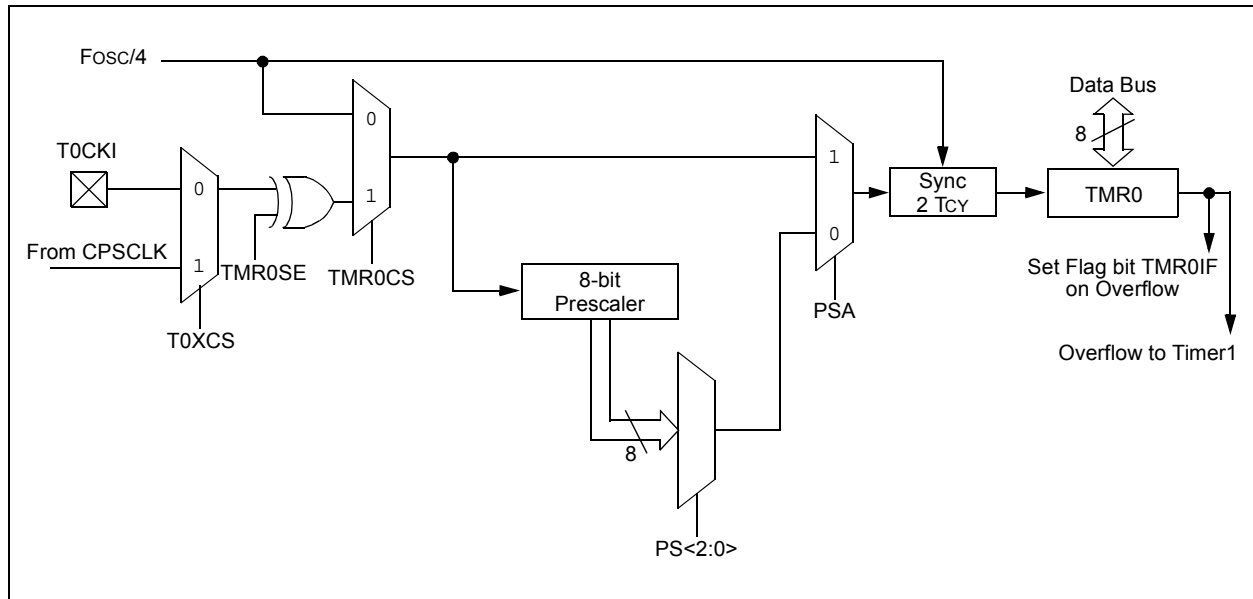 FOSC/4
Data Bus
8
T0CKI
0
1
0
1
1
0
From CPSCLK
TMR0SE
TMR0CS
T0XCS
8-bit
Prescaler
8
PS<2:0>
PSA
Sync
2 TCY
TMR0
Set Flag bit TMR0IF
on Overflow
Overflow to Timer1